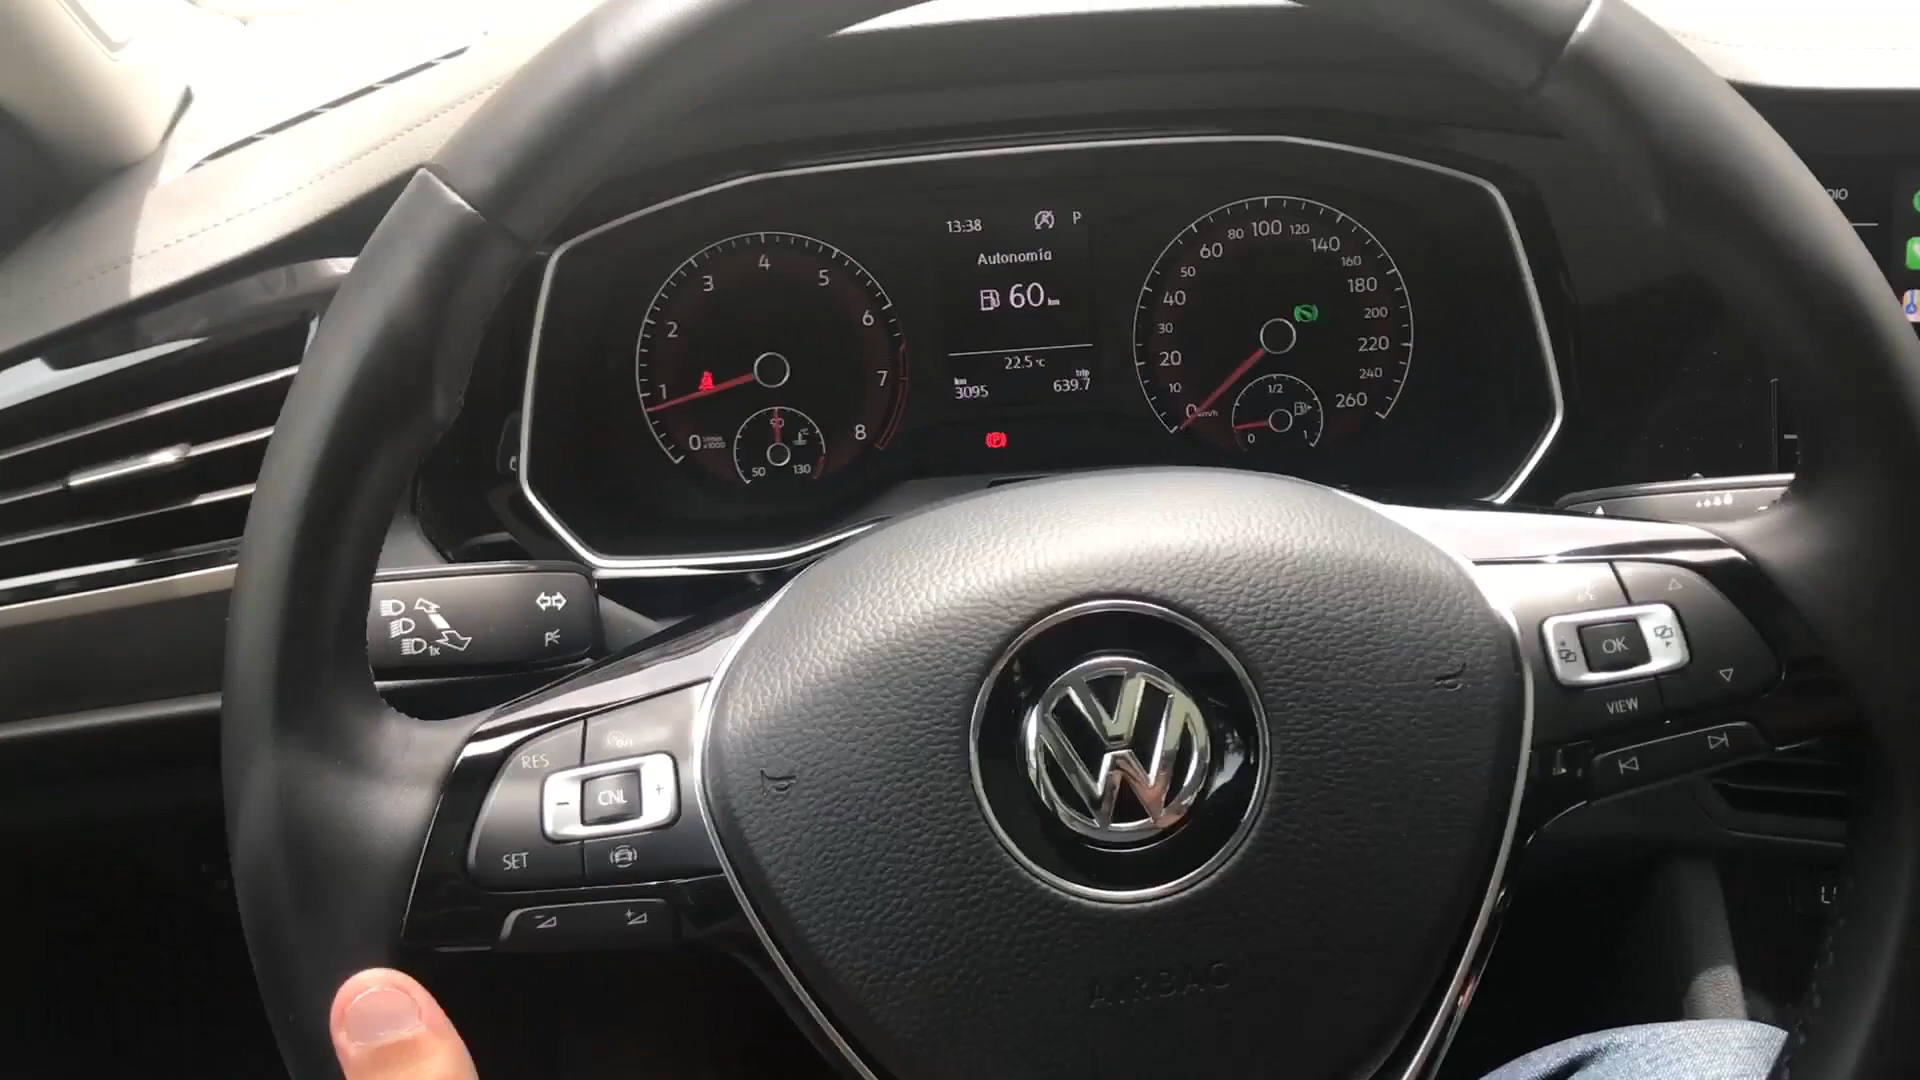 13:38 P
Autonomía
60 km
22.5 °C
km trip
3095 639.7
0 1 2 3 4 5 6 7 8
50 90 130
0 10 20 30 40 50 60 80 100 120 140 160 180 200 220 240 260
km/h
0 1/2 1
P
1x
RES
CNL
- +
SET
OK
VIEW
AIRBAG